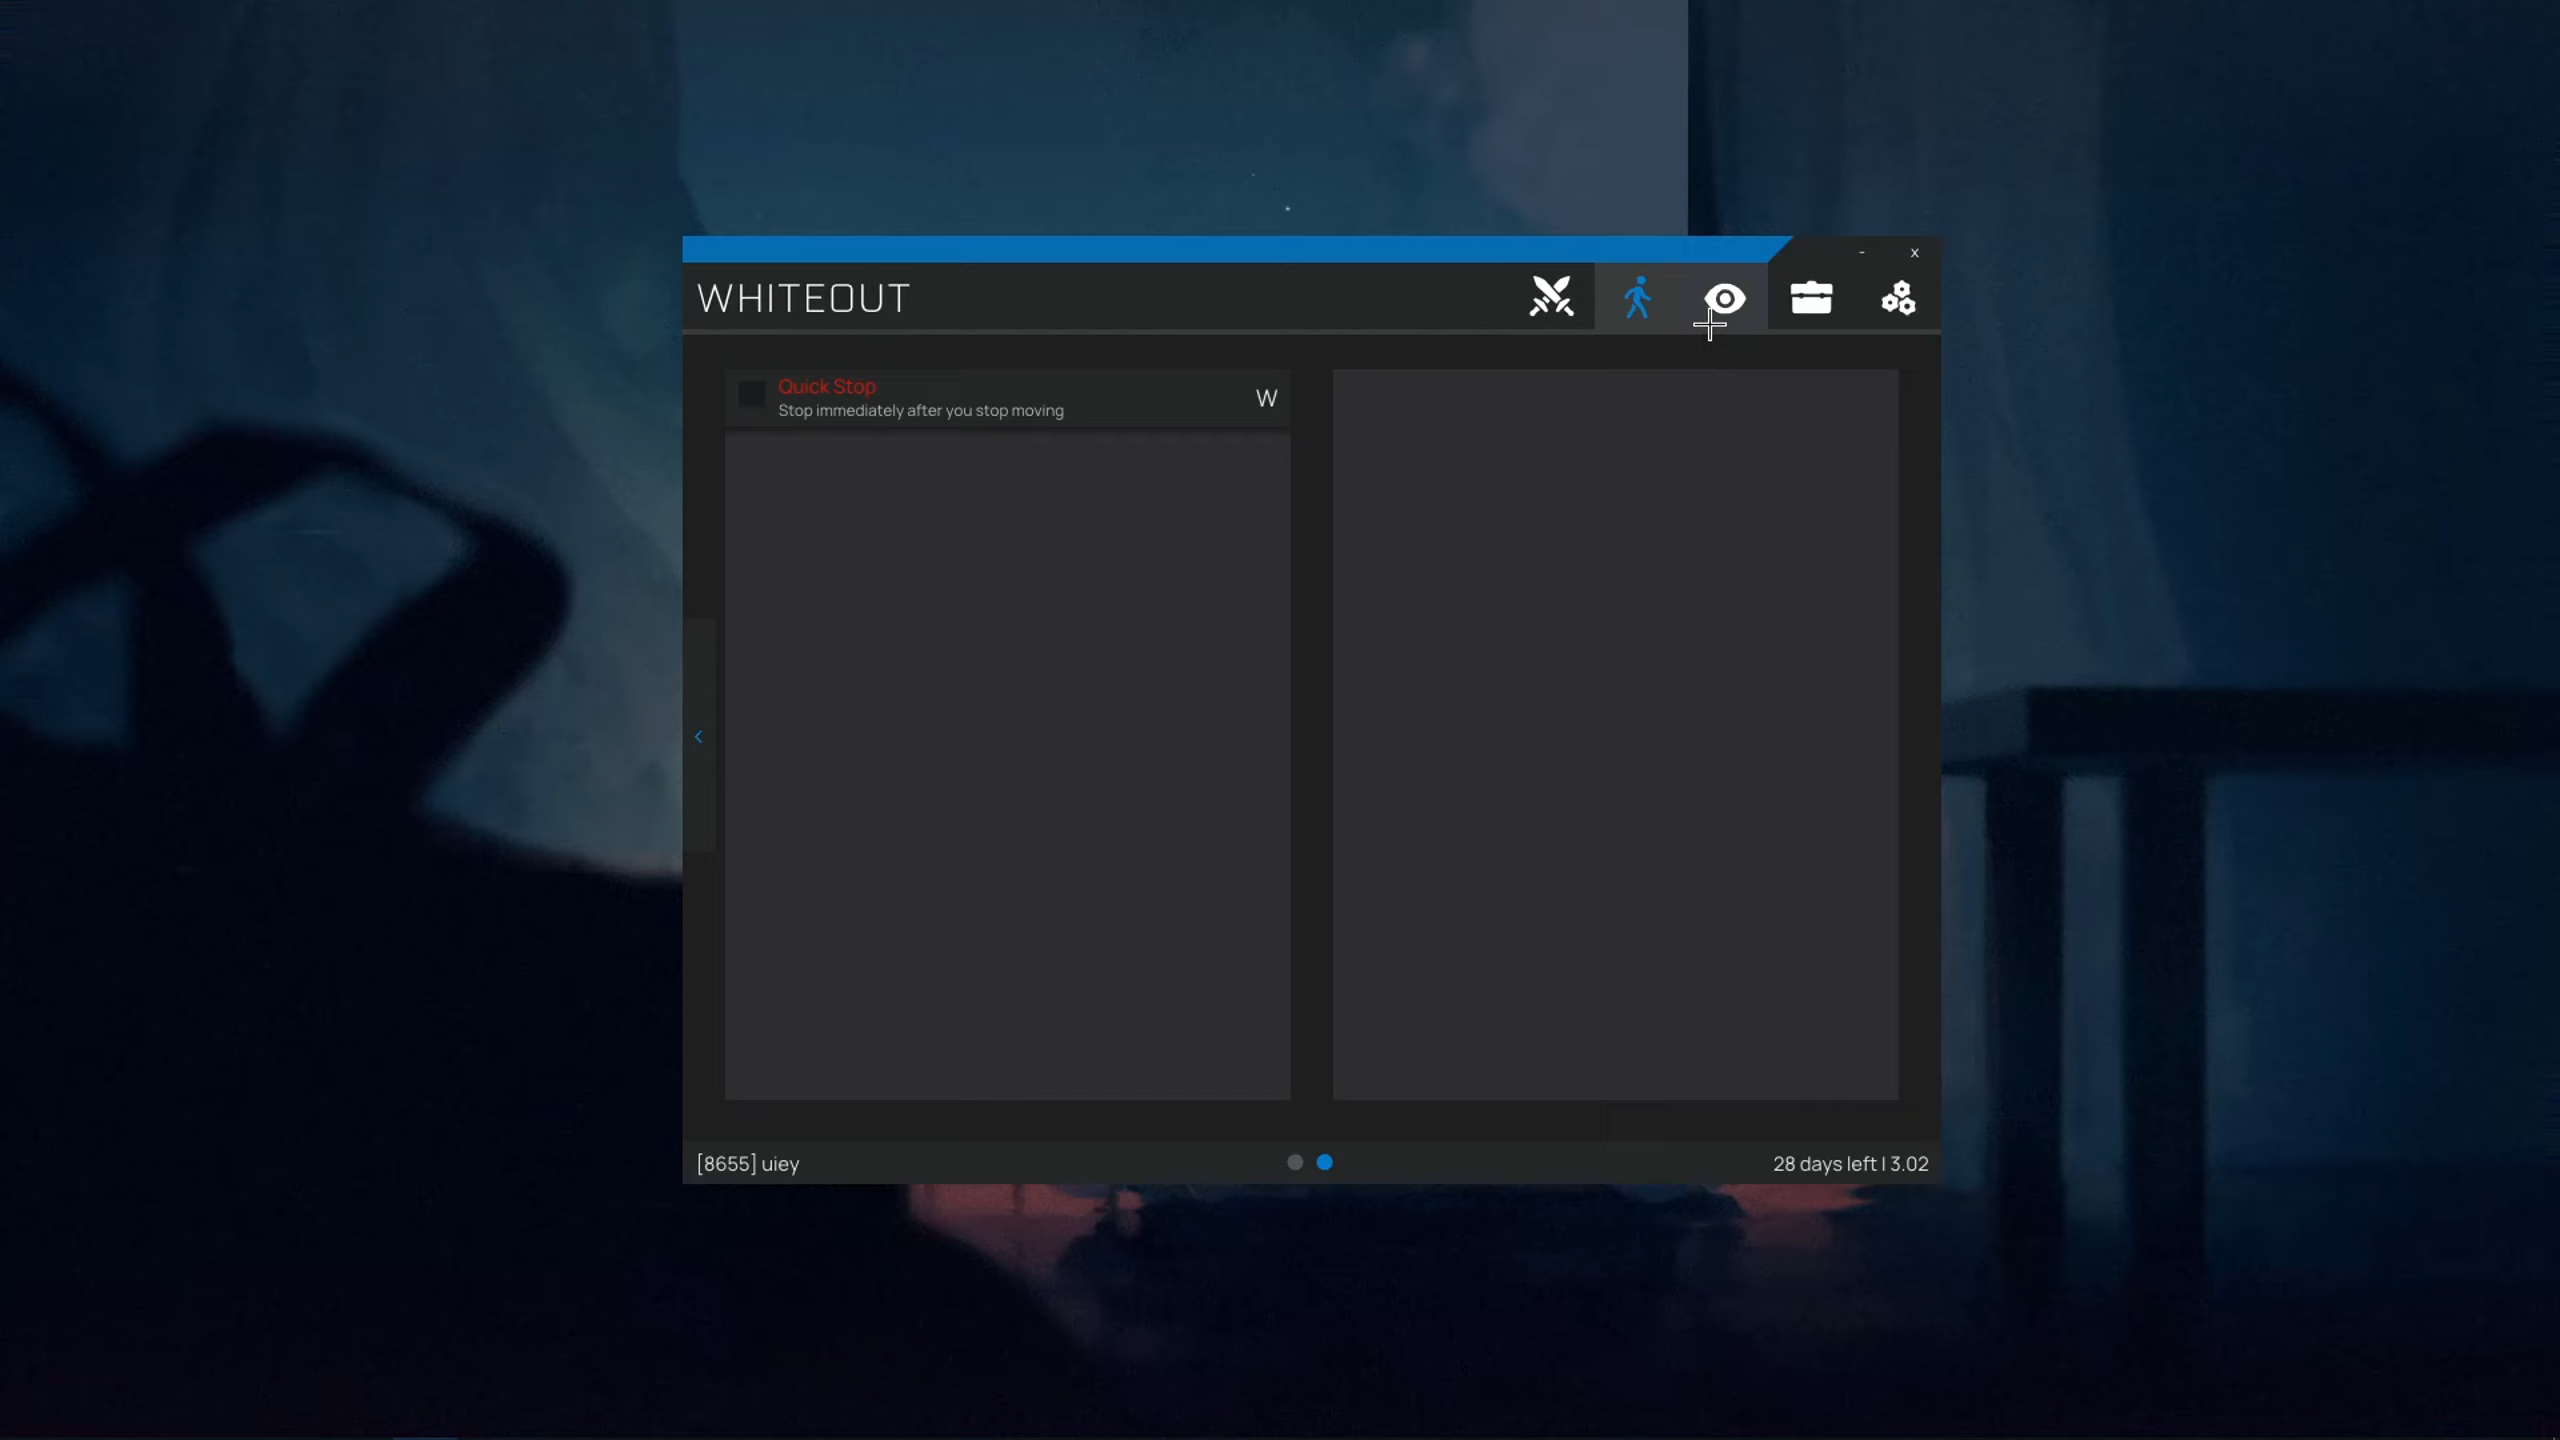 - x
WHITEOUT
Quick Stop
Stop immediately after you stop moving
W
<
[8655] uiey
28 days left | 3.02